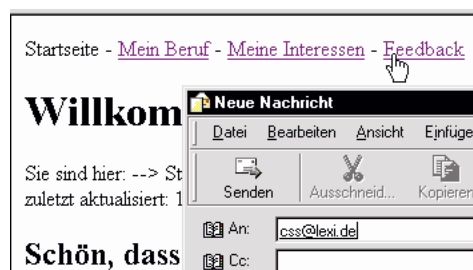 Startseite - Mein Beruf - Meine Interessen - Feedback
Willkom
Neue Nachricht
Datei Bearbeiten Ansicht Einfüge
Senden Ausschneid... Kopieren
Sie sind hier: --> St
zuletzt aktualisiert: 1
An: css@lexi.de
Schön, dass
Cc: